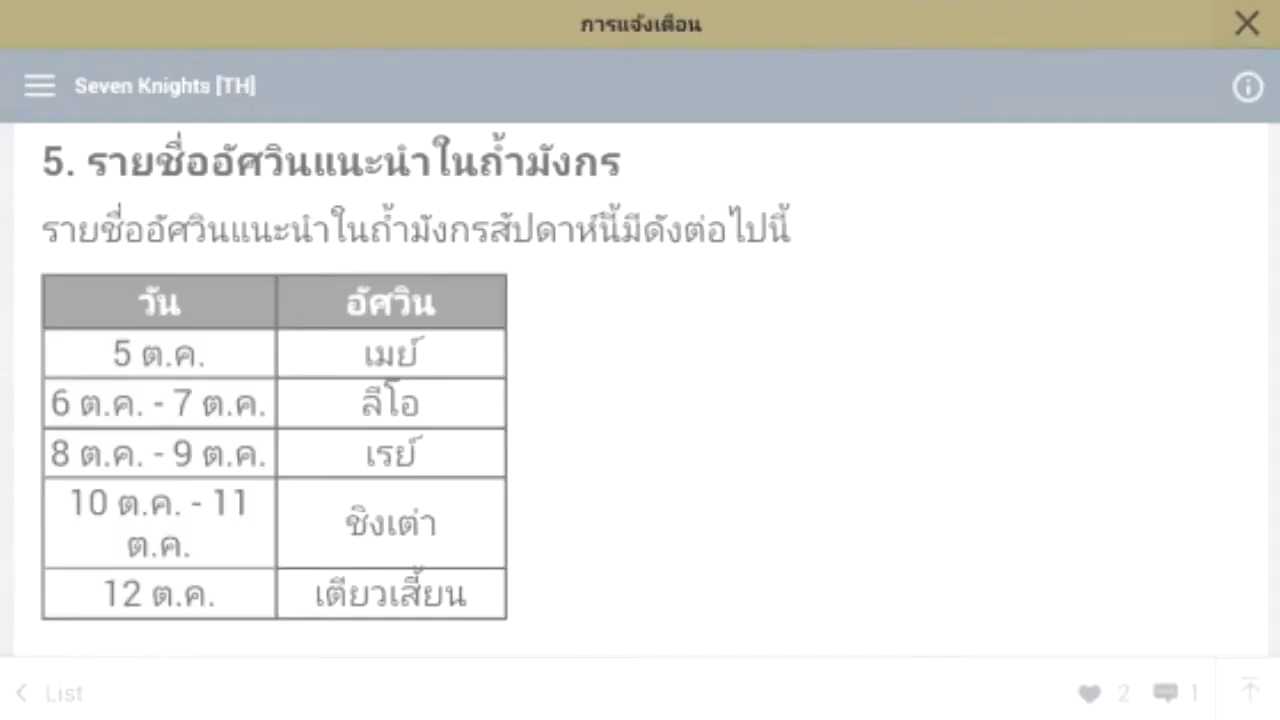 การแจ้งเตือน
Seven Knights [TH]
5. รายชื่ออัศวินแนะนำในถ้ำมังกร
รายชื่ออัศวินแนะนำในถ้ำมังกรสัปดาห์นี้มีดังต่อไปนี้
วัน อัศวิน
5 ต.ค. เมย์
6 ต.ค. - 7 ต.ค. ลีโอ
8 ต.ค. - 9 ต.ค. เรย์
10 ต.ค. - 11
ต.ค.
ชิงเต่า
12 ต.ค. เตียวเสี้ยน
List
2 1